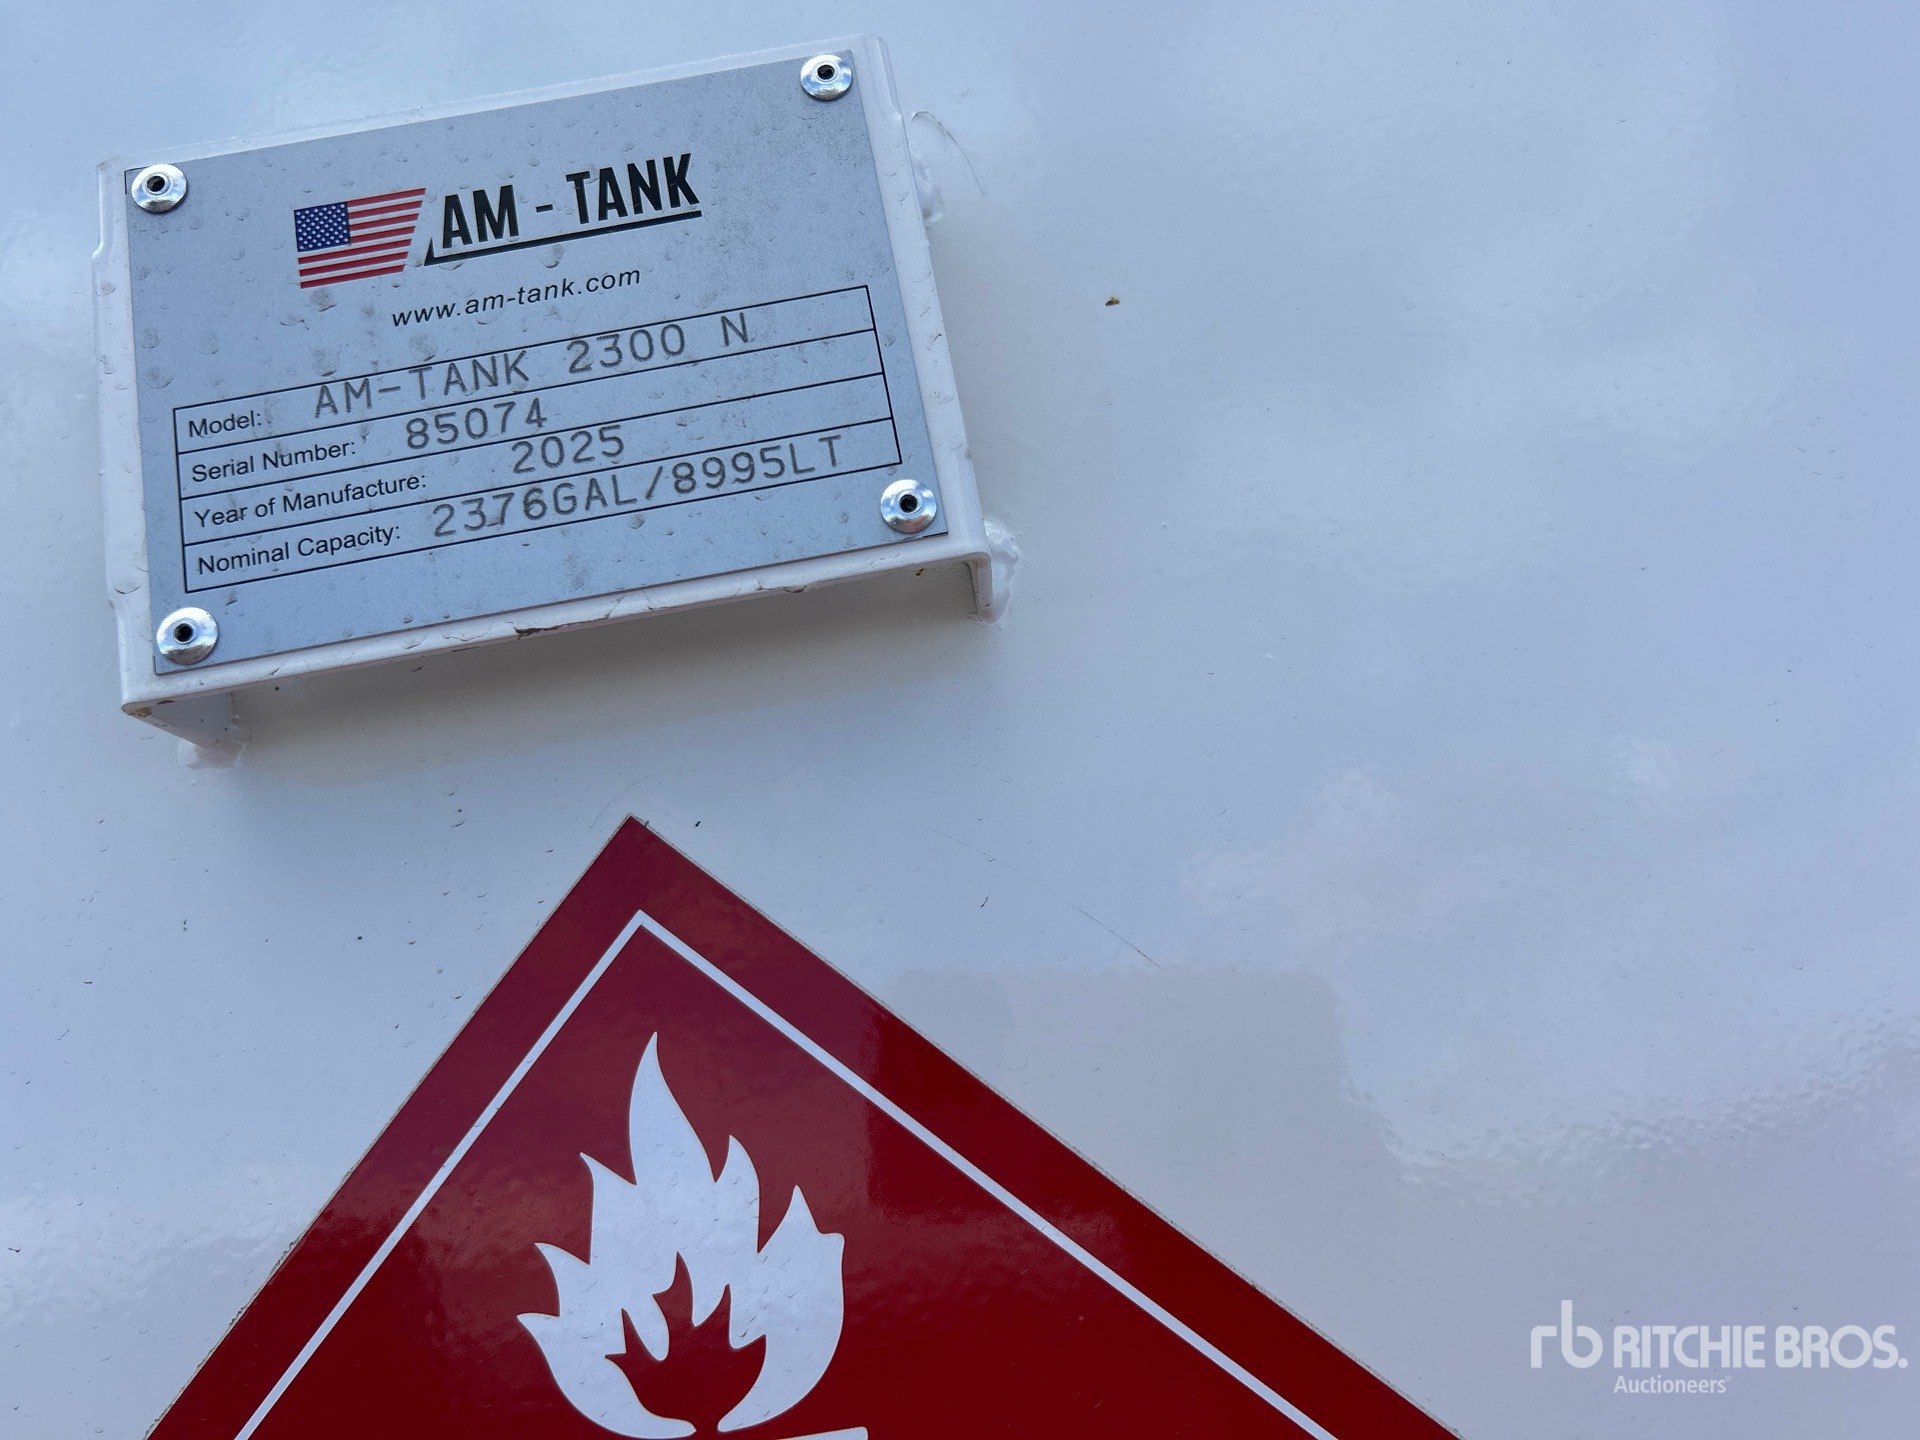 AM - TANK
www.am-tank.com
Model: AM-TANK 2300 N
Serial Number: 85074
Year of Manufacture: 2025
Nominal Capacity: 2376GAL/8995LT
rb RITCHIE BROS.
Auctioneers